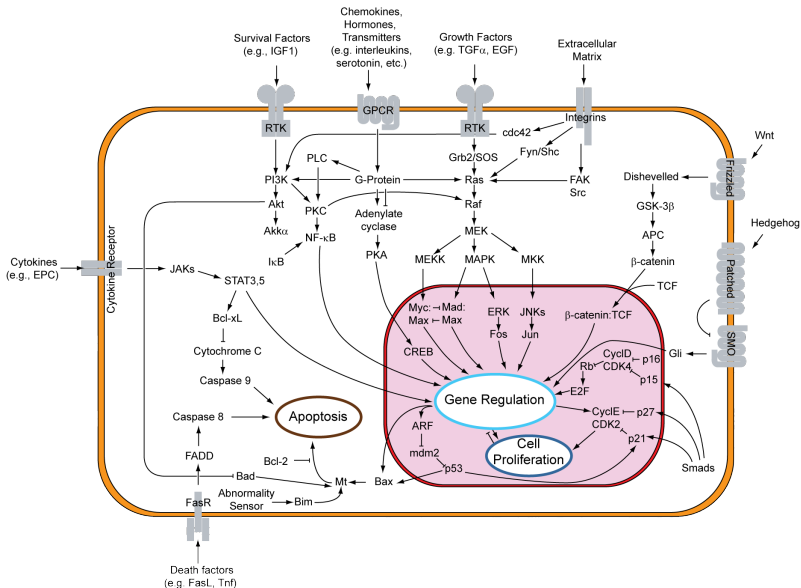 Chemokines,
Hormones,
Transmitters
(e.g. interleukins,
serotonin, etc.)
Survival Factors
(e.g., IGF1)
Growth Factors
(e.g. TGFα, EGF)
Extracellular
Matrix
RTK
GPCR
RTK
Integrins
cdc42
Wnt
Frizzled
PLC
Grb2/SOS
Fyn/Shc
PI3K
G-Protein
Ras
FAK
Src
Dishevelled
Akt
PKC
Adenylate
cyclase
Raf
GSK-3β
Akkα
NF-κB
MEK
APC
Hedgehog
IκB
PKA
MEKK
MAPK
MKK
β-catenin
Cytokines
(e.g., EPC)
Cytokine Receptor
JAKs
STAT3,5
TCF
Patched
Myc:
Max
Mad:
Max
ERK
Fos
JNKs
Jun
β-catenin:TCF
Bcl-xL
Cytochrome C
CREB
SMO
Gli
CycID
CDK4
p16
p15
Rb
E2F
Caspase 9
Gene Regulation
Caspase 8
Apoptosis
CyclE
CDK2
p27
p21
ARF
mdm2
p53
Cell
Proliferation
FADD
Bcl-2
Bad
Mt
Bax
Smads
FasR
Abnormality
Sensor
Bim
Death factors
(e.g. FasL, Tnf)